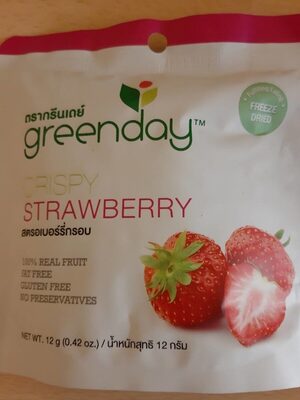 ตรากรีนเดย์
greenday™
FREEZE
DRIED
CRISPY
STRAWBERRY
สตรอเบอร์รี่กรอบ
100% REAL FRUIT
FAT FREE
GLUTEN FREE
NO PRESERVATIVES
NET WT. 12 g (0.42 oz.) / น้ำหนักสุทธิ 12 กรัม